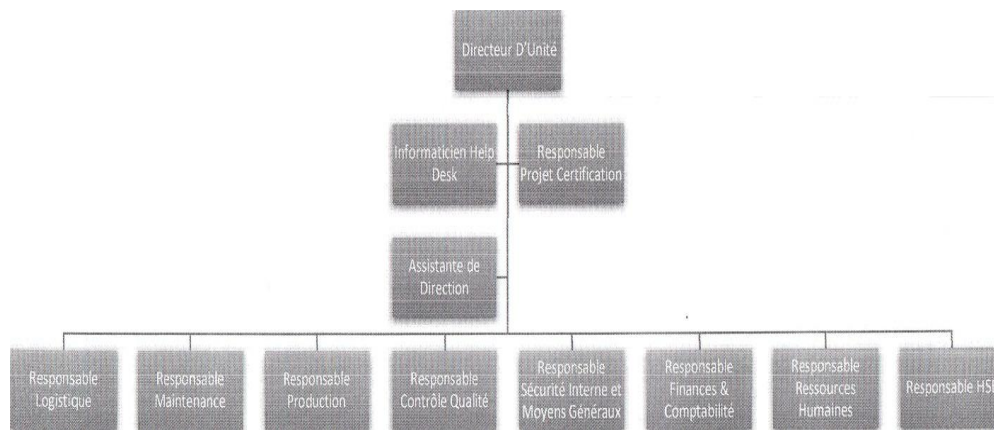 Directeur D'Unité
Informaticien Help
Desk
Responsable
Projet Certification
Assistante de
Direction
Responsable
Logistique
Responsable
Maintenance
Responsable
Production
Responsable
Contrôle Qualité
Responsable
Sécurité Interne et
Moyens Généraux
Responsable
Finances &
Comptabilité
Responsable
Ressources
Humaines
Responsable HSE